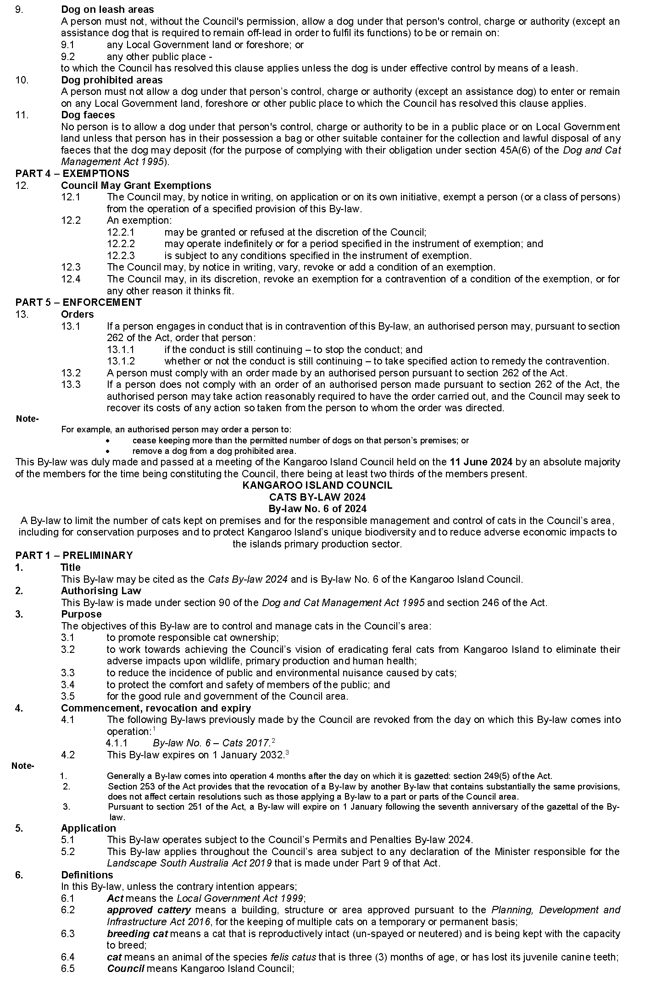 9. Dog on leash areas
A person must not, without the Council's permission, allow a dog under that person's control, charge or authority (except an
assistance dog that is required to remain off-lead in order to fulfil its functions) to be or remain on:
9.1 any Local Government land or foreshore; or
9.2 any other public place -
to which the Council has resolved this clause applies unless the dog is under effective control by means of a leash.
10. Dog prohibited areas
A person must not allow a dog under that person’s control, charge or authority (except an assistance dog) to enter or remain
on any Local Government land, foreshore or other public place to which the Council has resolved this clause applies.
11. Dog faeces
No person is to allow a dog under that person's control, charge or authority to be in a public place or on Local Government
land unless that person has in their possession a bag or other suitable container for the collection and lawful disposal of any
faeces that the dog may deposit (for the purpose of complying with their obligation under section 45A(6) of the Dog and Cat
Management Act 1995).
PART 4 – EXEMPTIONS
12. Council May Grant Exemptions
12.1 The Council may, by notice in writing, on application or on its own initiative, exempt a person (or a class of persons)
from the operation of a specified provision of this By-law.
12.2 An exemption:
12.2.1 may be granted or refused at the discretion of the Council;
12.2.2 may operate indefinitely or for a period specified in the instrument of exemption; and
12.2.3 is subject to any conditions specified in the instrument of exemption.
12.3 The Council may, by notice in writing, vary, revoke or add a condition of an exemption.
12.4 The Council may, in its discretion, revoke an exemption for a contravention of a condition of the exemption, or for
any other reason it thinks fit.
PART 5 – ENFORCEMENT
13. Orders
13.1 If a person engages in conduct that is in contravention of this By-law, an authorised person may, pursuant to section
262 of the Act, order that person:
13.1.1 if the conduct is still continuing – to stop the conduct; and
13.1.2 whether or not the conduct is still continuing – to take specified action to remedy the contravention.
13.2 A person must comply with an order made by an authorised person pursuant to section 262 of the Act.
13.3 If a person does not comply with an order of an authorised person made pursuant to section 262 of the Act, the
authorised person may take action reasonably required to have the order carried out, and the Council may seek to
recover its costs of any action so taken from the person to whom the order was directed.
Note-
For example, an authorised person may order a person to:
• cease keeping more than the permitted number of dogs on that person’s premises; or
• remove a dog from a dog prohibited area.
This By-law was duly made and passed at a meeting of the Kangaroo Island Council held on the 11 June 2024 by an absolute majority
of the members for the time being constituting the Council, there being at least two thirds of the members present.
KANGAROO ISLAND COUNCIL
CATS BY-LAW 2024
By-law No. 6 of 2024
A By-law to limit the number of cats kept on premises and for the responsible management and control of cats in the Council’s area,
including for conservation purposes and to protect Kangaroo Island’s unique biodiversity and to reduce adverse economic impacts to
the islands primary production sector.
PART 1 – PRELIMINARY
1. Title
This By-law may be cited as the Cats By-law 2024 and is By-law No. 6 of the Kangaroo Island Council.
2. Authorising Law
This By-law is made under section 90 of the Dog and Cat Management Act 1995 and section 246 of the Act.
3. Purpose
The objectives of this By-law are to control and manage cats in the Council’s area:
3.1 to promote responsible cat ownership;
3.2 to work towards achieving the Council’s vision of eradicating feral cats from Kangaroo Island to eliminate their
adverse impacts upon wildlife, primary production and human health;
3.3 to reduce the incidence of public and environmental nuisance caused by cats;
3.4 to protect the comfort and safety of members of the public; and
3.5 for the good rule and government of the Council area.
4. Commencement, revocation and expiry
4.1 The following By-laws previously made by the Council are revoked from the day on which this By-law comes into
operation:1
4.1.1 By-law No. 6 – Cats 2017.2
4.2 This By-law expires on 1 January 2032.3
Note-
1. Generally a By-law comes into operation 4 months after the day on which it is gazetted: section 249(5) of the Act.
2. Section 253 of the Act provides that the revocation of a By-law by another By-law that contains substantially the same provisions,
does not affect certain resolutions such as those applying a By-law to a part or parts of the Council area.
3. Pursuant to section 251 of the Act, a By-law will expire on 1 January following the seventh anniversary of the gazettal of the By-
law.
5. Application
5.1 This By-law operates subject to the Council’s Permits and Penalties By-law 2024.
5.2 This By-law applies throughout the Council’s area subject to any declaration of the Minister responsible for the
Landscape South Australia Act 2019 that is made under Part 9 of that Act.
6. Definitions
In this By-law, unless the contrary intention appears;
6.1 Act means the Local Government Act 1999;
6.2 approved cattery means a building, structure or area approved pursuant to the Planning, Development and
Infrastructure Act 2016, for the keeping of multiple cats on a temporary or permanent basis;
6.3 breeding cat means a cat that is reproductively intact (un-spayed or neutered) and is being kept with the capacity
to breed;
6.4 cat means an animal of the species felis catus that is three (3) months of age, or has lost its juvenile canine teeth;
6.5 Council means Kangaroo Island Council;